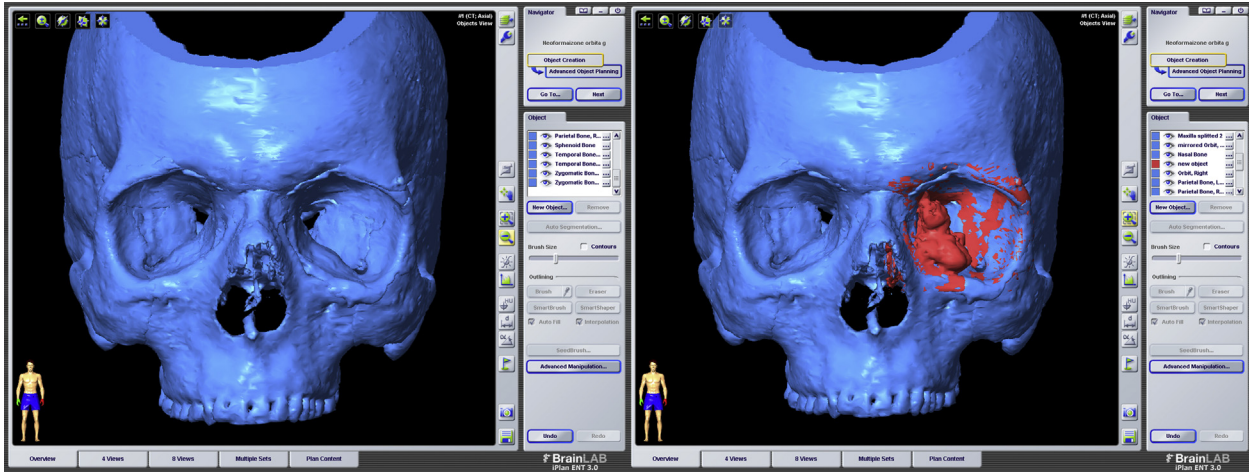 #1 (CT; Axial)
Objects View
Navigator
Neoformaizone orbita g
Object Creation
Advanced Object Planning
Go To...
Next
Object
Parietal Bone, R... ...
Sphenoid Bone ...
Temporal Bone... ...
Temporal Bone... ...
Zygomatic Bon... ...
Zygomatic Bon... ...
New Object...
Remove
Auto Segmentation...
Brush Size
Contours
Outlining
Brush
Eraser
SmartBrush
SmartShaper
Auto Fill
Interpolation
SeedBrush...
Advanced Manipulation...
Undo
Redo
Overview
4 Views
8 Views
Multiple Sets
Plan Content
BrainLAB
iPlan ENT 3.0
#1 (CT; Axial)
Objects View
Navigator
Neoformaizone orbita g
Object Creation
Advanced Object Planning
Go To...
Next
Object
Maxilla splitted 2 ...
mirrored Orbit, ... ...
Nasal Bone ...
new object ...
Orbit, Right ...
Parietal Bone, L... ...
Parietal Bone, R... ...
New Object...
Remove
Auto Segmentation...
Brush Size
Contours
Outlining
Brush
Eraser
SmartBrush
SmartShaper
Auto Fill
Interpolation
SeedBrush...
Advanced Manipulation...
Undo
Redo
Overview
4 Views
8 Views
Multiple Sets
Plan Content
BrainLAB
iPlan ENT 3.0